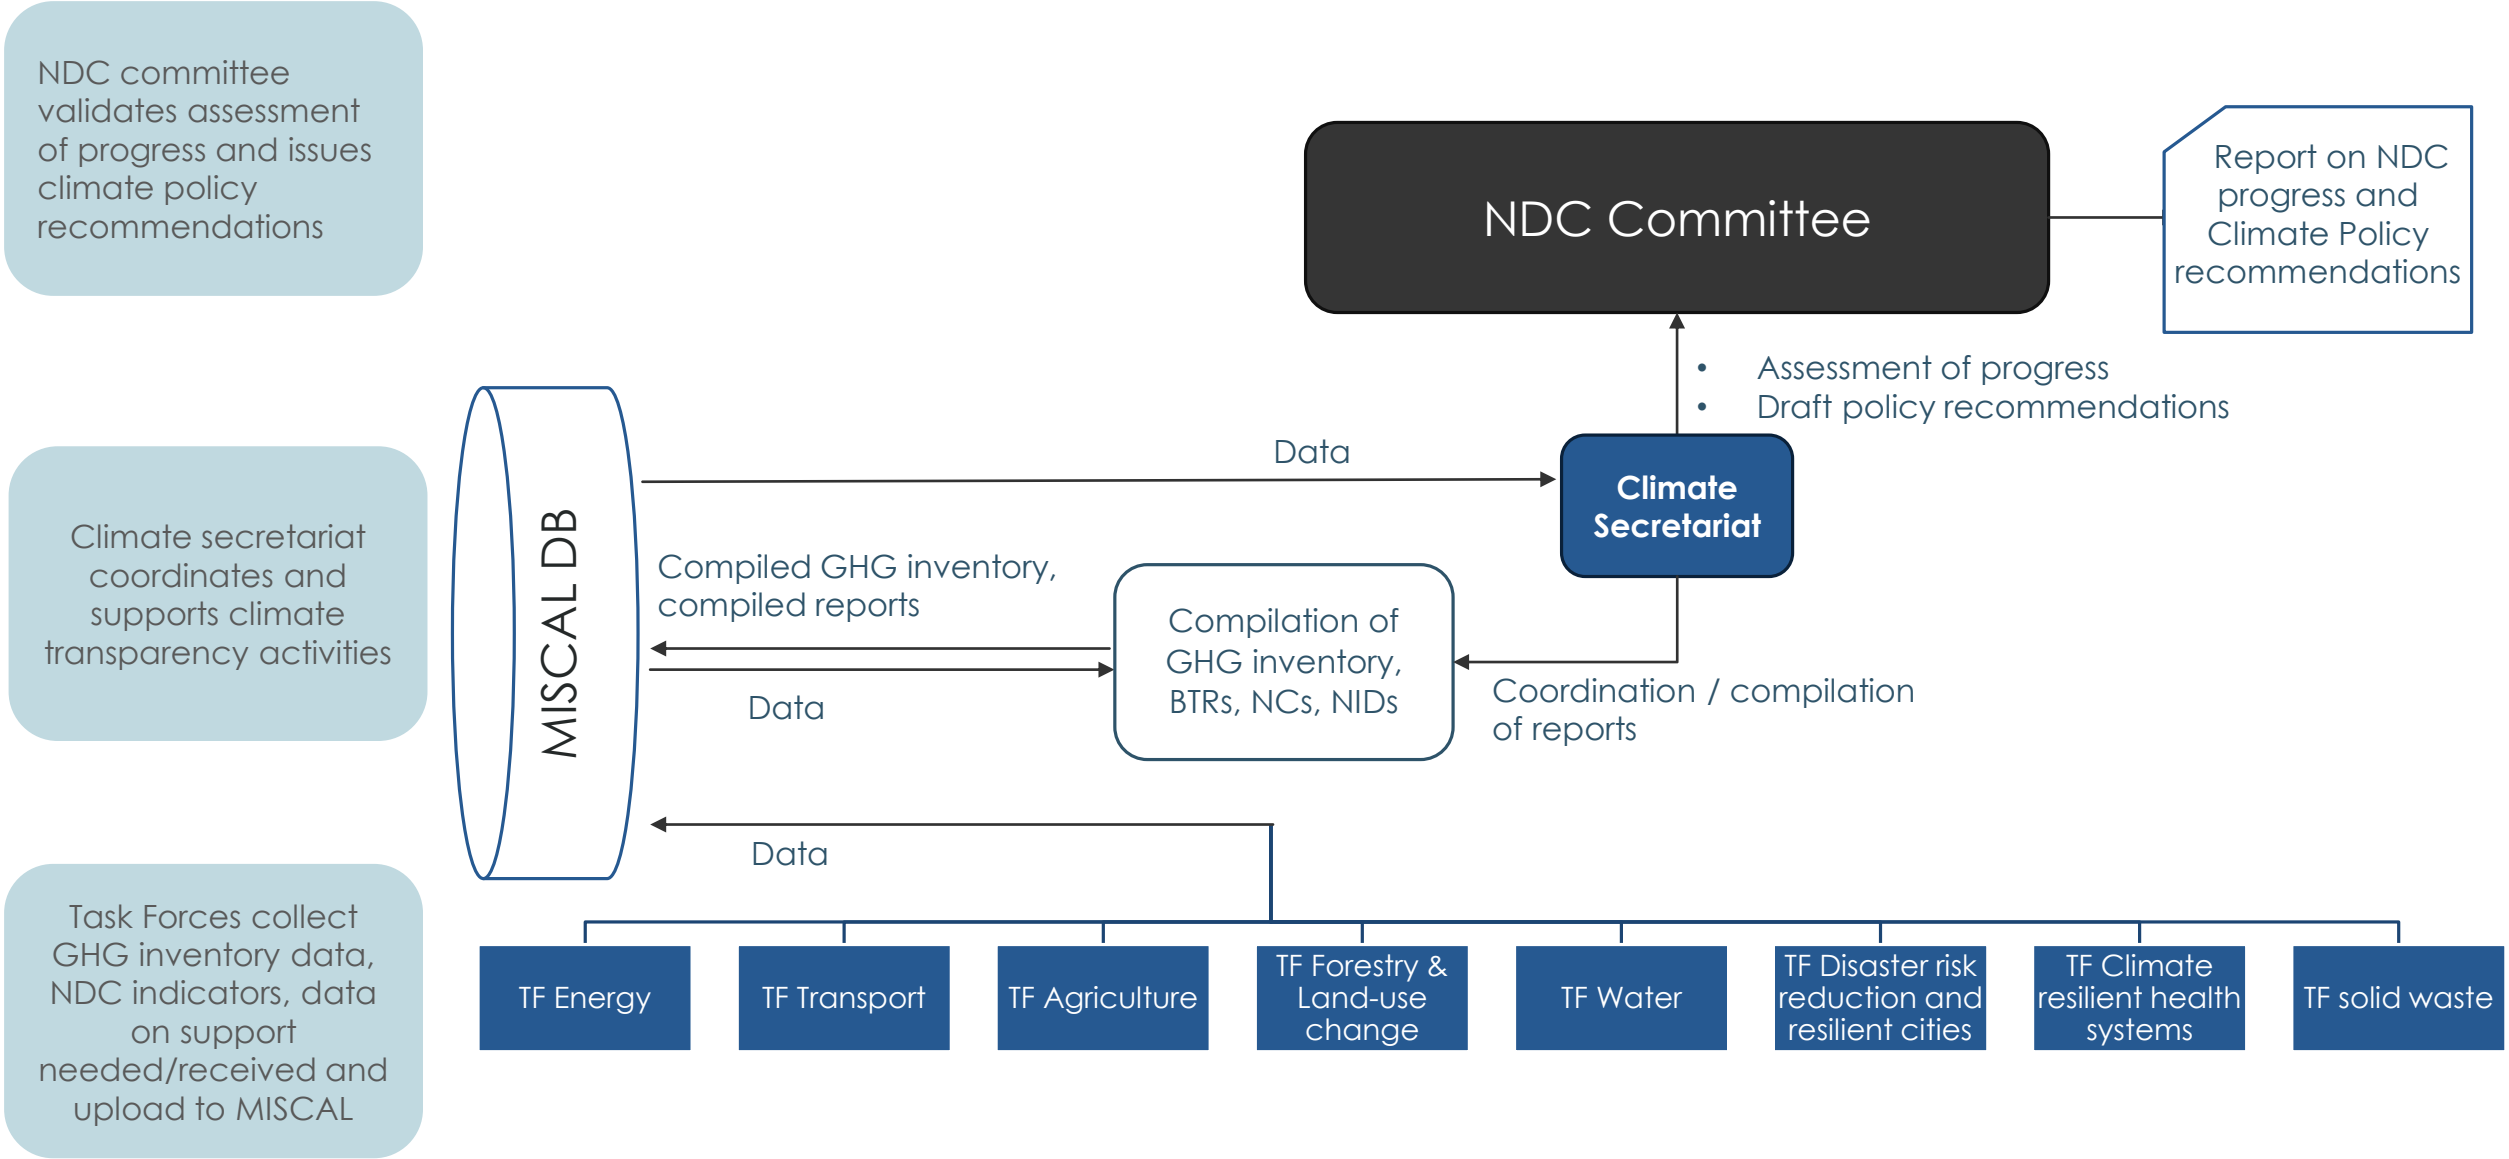 NDC committee
validates assessment
of progress and issues
climate policy
recommendations
NDC Committee
Report on NDC
progress and
Climate Policy
recommendations
• Assessment of progress
• Draft policy recommendations
Climate secretariat
coordinates and
supports climate
transparency activities
MISCAL DB
Data
Climate
Secretariat
Compiled GHG inventory,
compiled reports
Data
Compilation of
GHG inventory,
BTRs, NCs, NIDs
Coordination / compilation
of reports
Data
Task Forces collect
GHG inventory data,
NDC indicators, data
on support
needed/received and
upload to MISCAL
TF Energy
TF Transport
TF Agriculture
TF Forestry &
Land-use
change
TF Water
TF Disaster risk
reduction and
resilient cities
TF Climate
resilient health
systems
TF solid waste